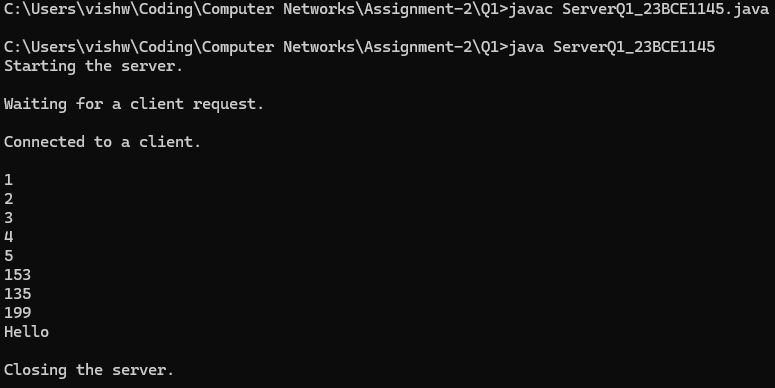 C:\Users\vishw\Coding\Computer Networks\Assignment-2\Q1>javac ServerQ1_23BCE1145.java
C:\Users\vishw\Coding\Computer Networks\Assignment-2\Q1>java ServerQ1_23BCE1145
Starting the server.
Waiting for a client request.
Connected to a client.
1
2
3
4
5
153
135
199
Hello
Closing the server.